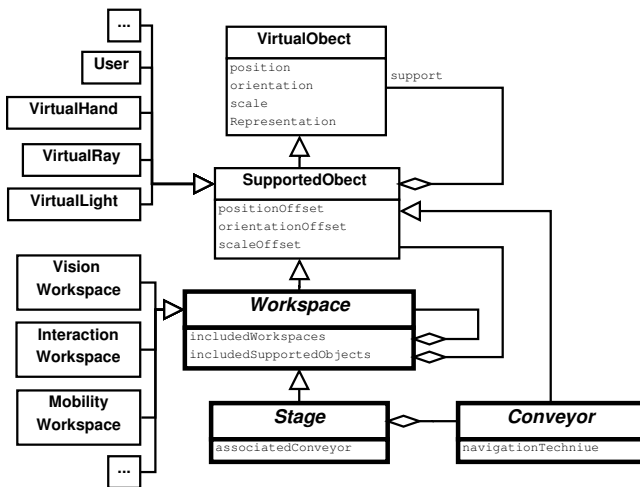 ...
User
VirtualHand
VirtualRay
VirtualLight
VirtualObect
position
orientation
scale
Representation
support
SupportedObect
positionOffset
orientationOffset
scaleOffset
Vision
Workspace
Interaction
Workspace
Mobility
Workspace
...
Workspace
includedWorkspaces
includedSupportedObjects
Stage
associatedConveyor
Conveyor
navigationTechniue